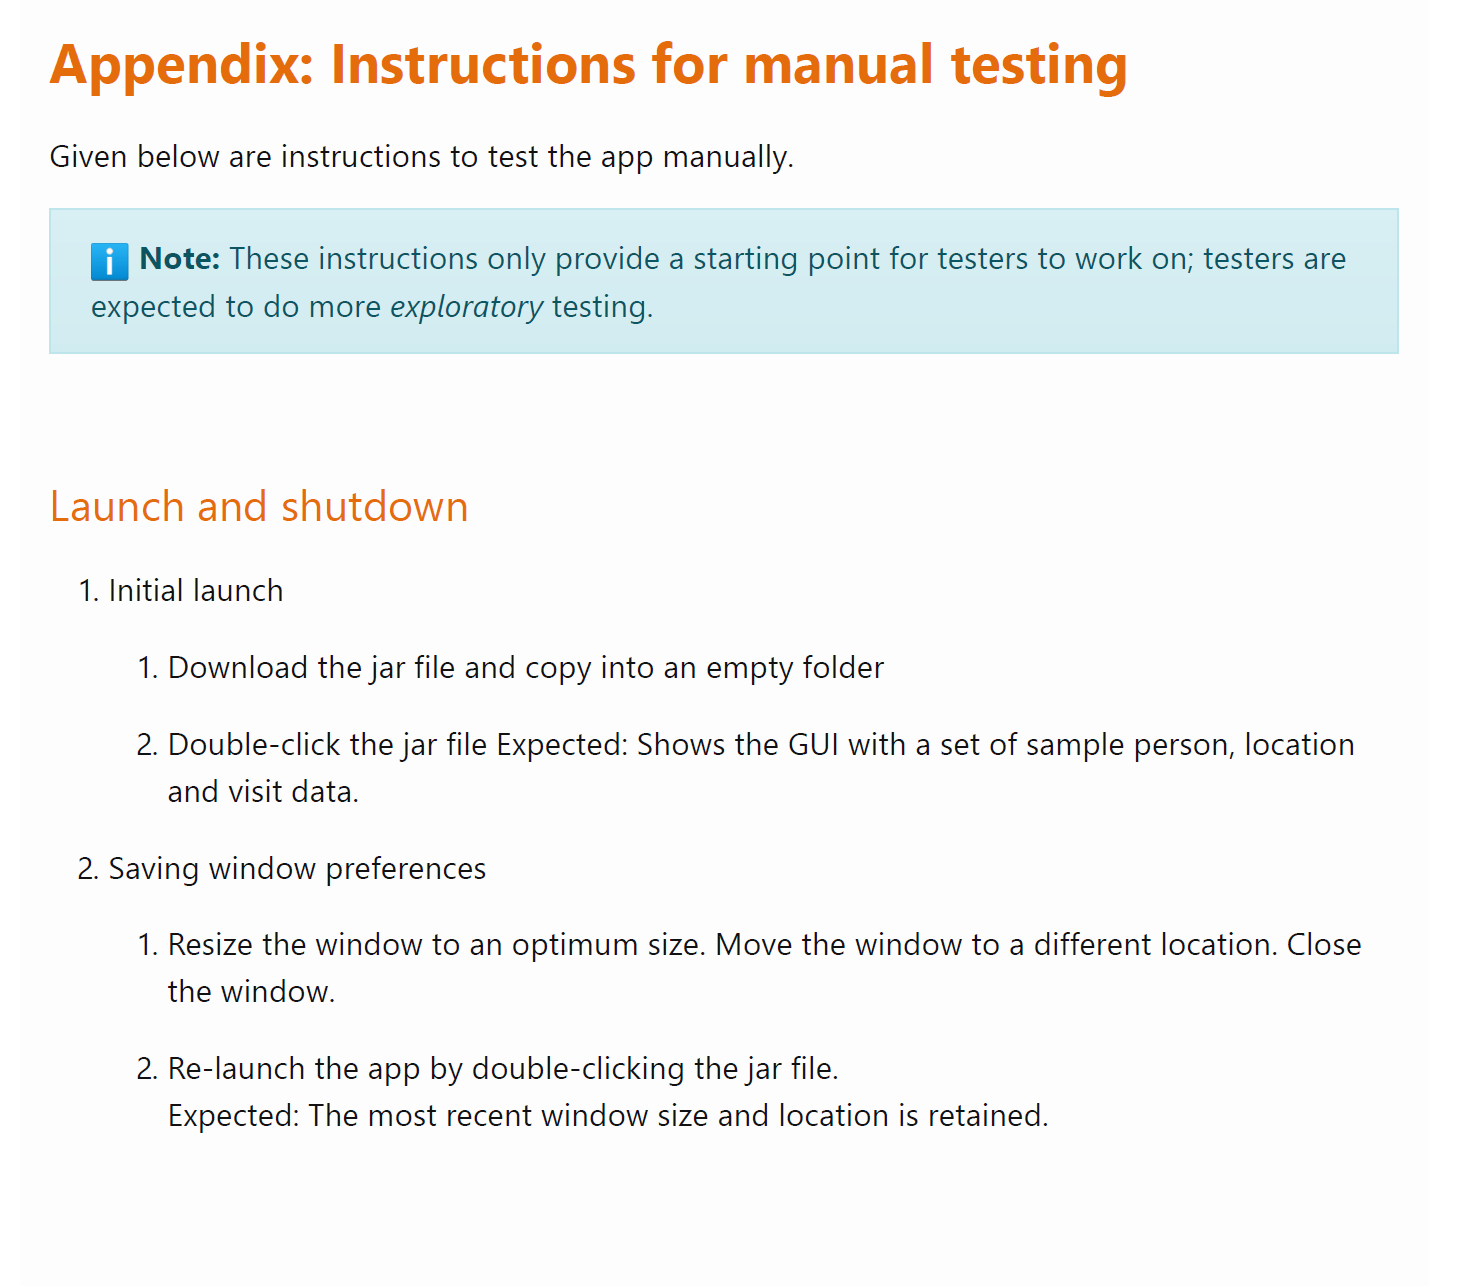 Appendix: Instructions for manual testing
Given below are instructions to test the app manually.
ℹ️ Note: These instructions only provide a starting point for testers to work on; testers are
expected to do more exploratory testing.
Launch and shutdown
1. Initial launch
1. Download the jar file and copy into an empty folder
2. Double-click the jar file Expected: Shows the GUI with a set of sample person, location
and visit data.
2. Saving window preferences
1. Resize the window to an optimum size. Move the window to a different location. Close
the window.
2. Re-launch the app by double-clicking the jar file.
Expected: The most recent window size and location is retained.